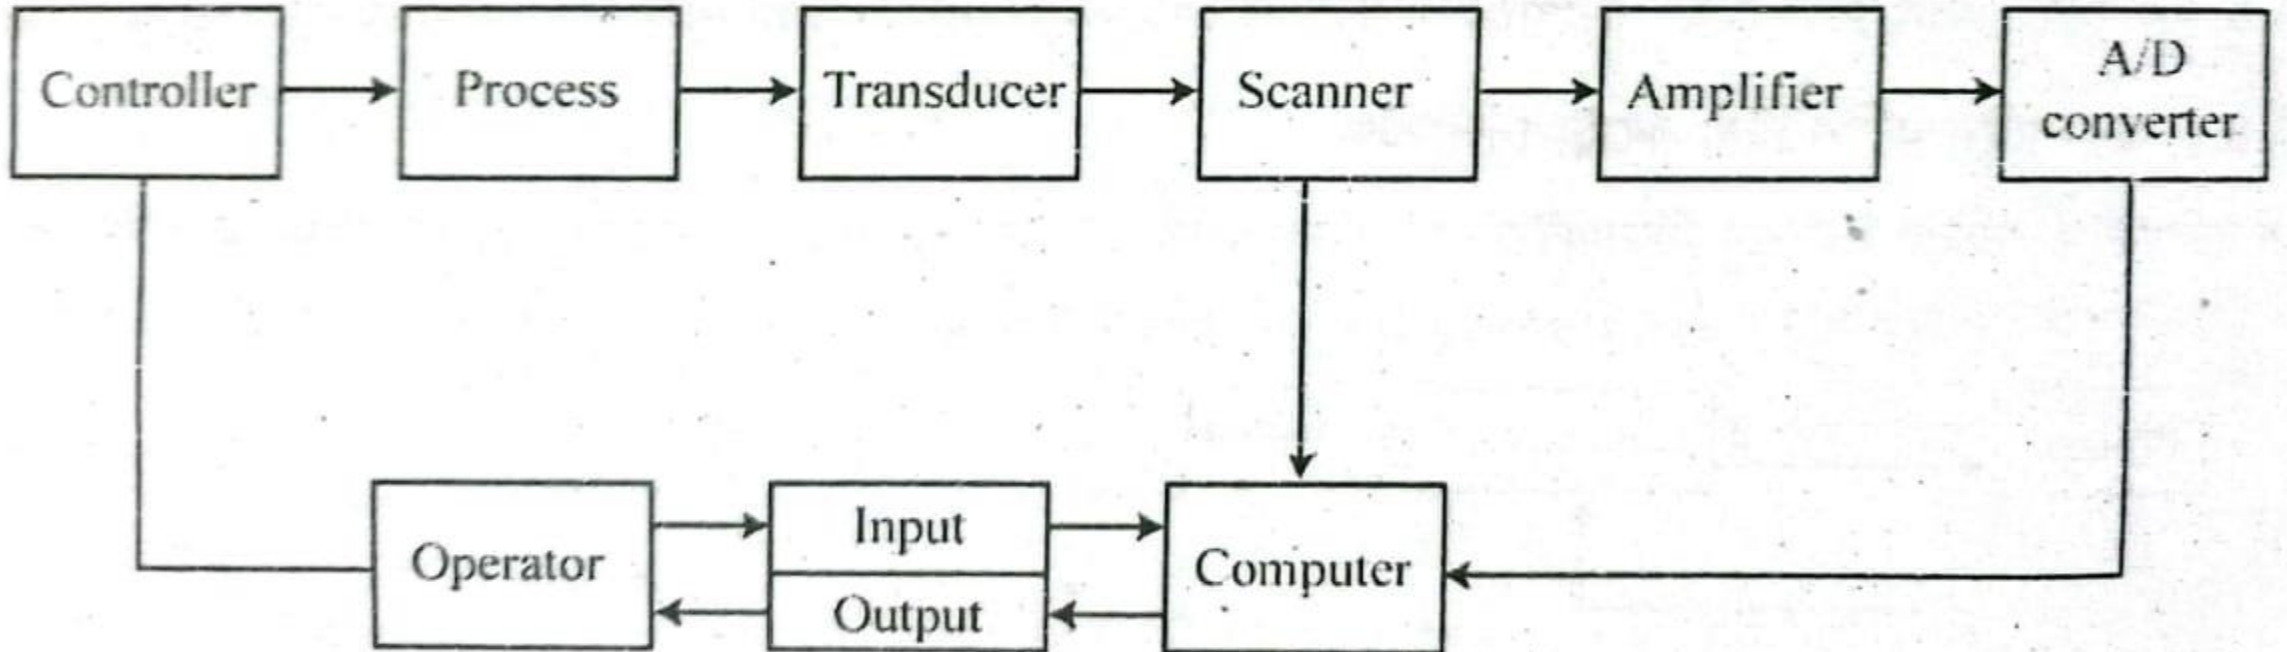 Controller
Process
Transducer
Scanner
Amplifier
A/D
converter
Operator
Input
Output
Computer